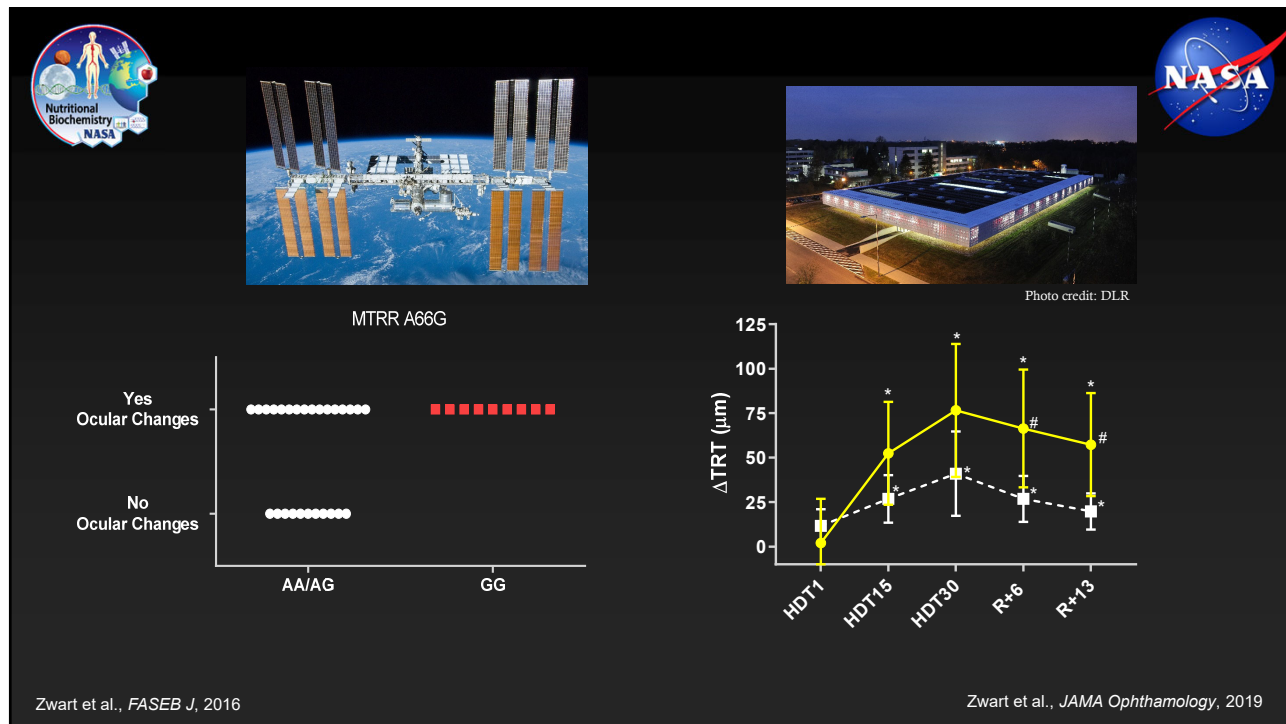 Nutritional
Biochemistry
NASA
NASA
Photo credit: DLR
MTRR A66G
Yes
Ocular Changes
No
Ocular Changes
AA/AG
GG
ΔTRT (μm)
125
100
75
50
25
0
*
*
*
*
#
#
*
*
*
*
HDT1
HDT15
HDT30
R+6
R+13
Zwart et al., FASEB J, 2016
Zwart et al., JAMA Ophthamology, 2019